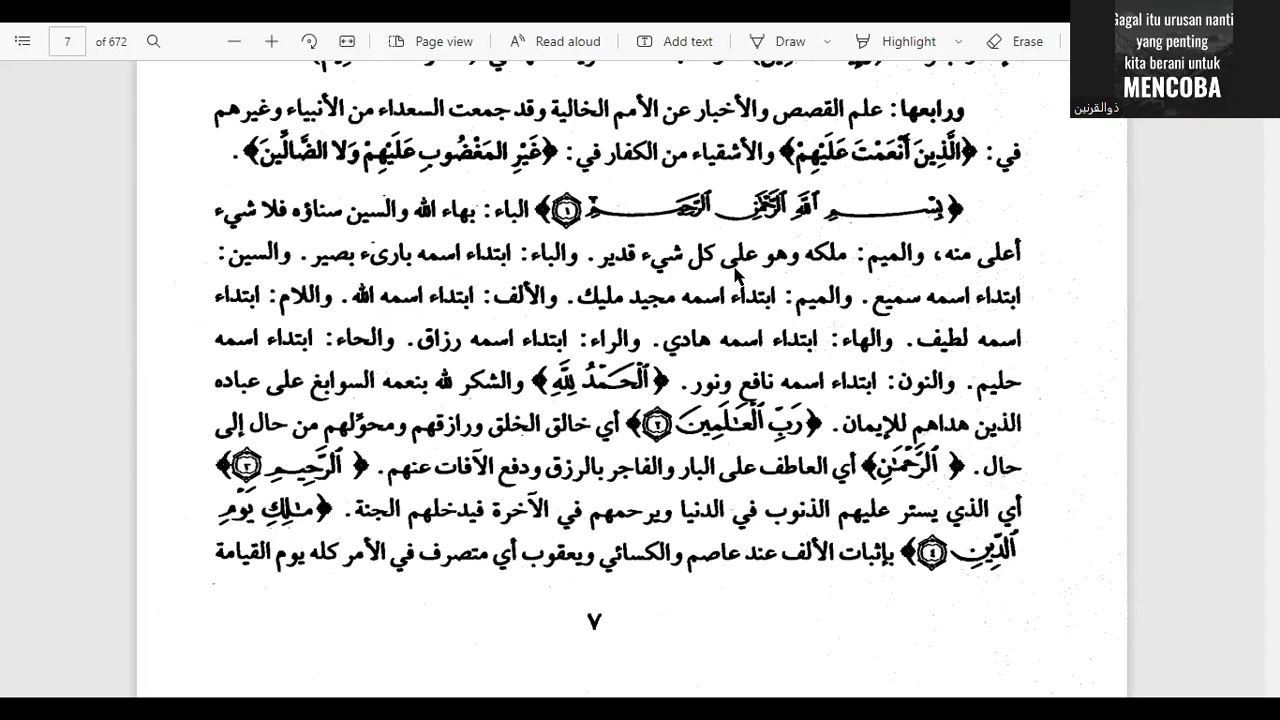 7 of 672 Page view Read aloud Add text Draw Highlight Erase
Gagal itu urusan nanti
yang penting
kita berani untuk
MENCOBA
ذوالقرنين
ورابعها: علم القصص والأخبار عن الأمم الخالية وقد جمعت السعداء من الأنبياء وغيرهم
في: ﴿الَّذِينَ أَنْعَمْتَ عَلَيْهِمْ﴾ والأشقياء من الكفار في: ﴿غَيْرِ المَغْضُوبِ عَلَيْهِمْ وَلا الضَّالِّينَ﴾.
﴿بِسْمِ اللَّهِ الرَّحْمَنِ الرَّحِيمِ ١﴾ الباء: بهاء الله والسين سناؤه فلا شيء
أعلى منه، والميم: ملكه وهو على كل شيء قدير. والباء: ابتداء اسمه بارىء بصير. والسين:
ابتداء اسمه سميع. والميم: ابتداء اسمه مجيد مليك. والألف: ابتداء اسمه الله. واللام: ابتداء
اسمه لطيف. والهاء: ابتداء اسمه هادي. والراء: ابتداء اسمه رزاق. والحاء: ابتداء اسمه
حليم. والنون: ابتداء اسمه نافع ونور. ﴿الْحَمْدُ لِلَّهِ﴾ والشكر لله بنعمه السوابغ على عباده
الذين هداهم للإيمان. ﴿رَبِّ الْعَالَمِينَ ٢﴾ أي خالق الخلق ورازقهم ومحوِّلهم من حال إلى
حال. ﴿الرَّحْمَٰنِ﴾ أي العاطف على البار والفاجر بالرزق ودفع الآفات عنهم. ﴿الرَّحِيمِ ٣﴾
أي الذي يستر عليهم الذنوب في الدنيا ويرحمهم في الآخرة فيدخلهم الجنة. ﴿مَالِكِ يَوْمِ
الدِّينِ ٤﴾ بإثبات الألف عند عاصم والكسائي ويعقوب أي متصرف في الأمر كله يوم القيامة
٧